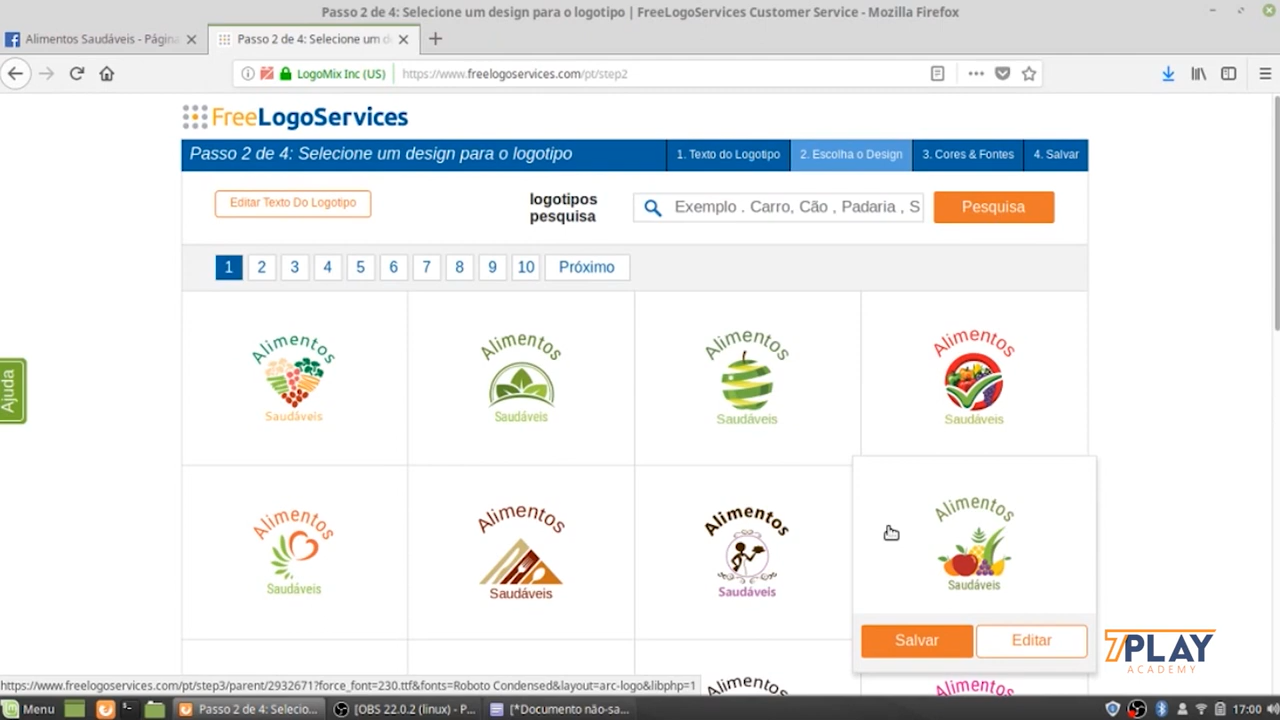 Passo 2 de 4: Selecione um design para o logotipo | FreeLogoServices Customer Service - Mozilla Firefox
Alimentos Saudáveis - Página
Passo 2 de 4: Selecione um d
LogoMix Inc (US)
https://www.freelogoservices.com/pt/step2
FreeLogoServices
Passo 2 de 4: Selecione um design para o logotipo
1. Texto do Logotipo
2. Escolha o Design
3. Cores & Fontes
4. Salvar
Editar Texto Do Logotipo
logotipos
pesquisa
Exemplo . Carro, Cão , Padaria , S
Pesquisa
1 2 3 4 5 6 7 8 9 10 Próximo
Ajuda
Alimentos
Saudáveis
Alimentos
Saudáveis
Alimentos
Saudáveis
Alimentos
Saudáveis
Alimentos
Saudáveis
Alimentos
Saudáveis
Alimentos
Saudáveis
Alimentos
Saudáveis
Salvar
Editar
7PLAY
ACADEMY
Alimentos
Alimentos
https://www.freelogoservices.com/pt/step3/parent/2932671?force_font=230.ttf&fonts=Roboto Condensed&layout=arc-logo&libphp=1
Menu
Passo 2 de 4: Selecio...
[OBS 22.0.2 (linux) - P...
[*Documento não-sa...
17:00